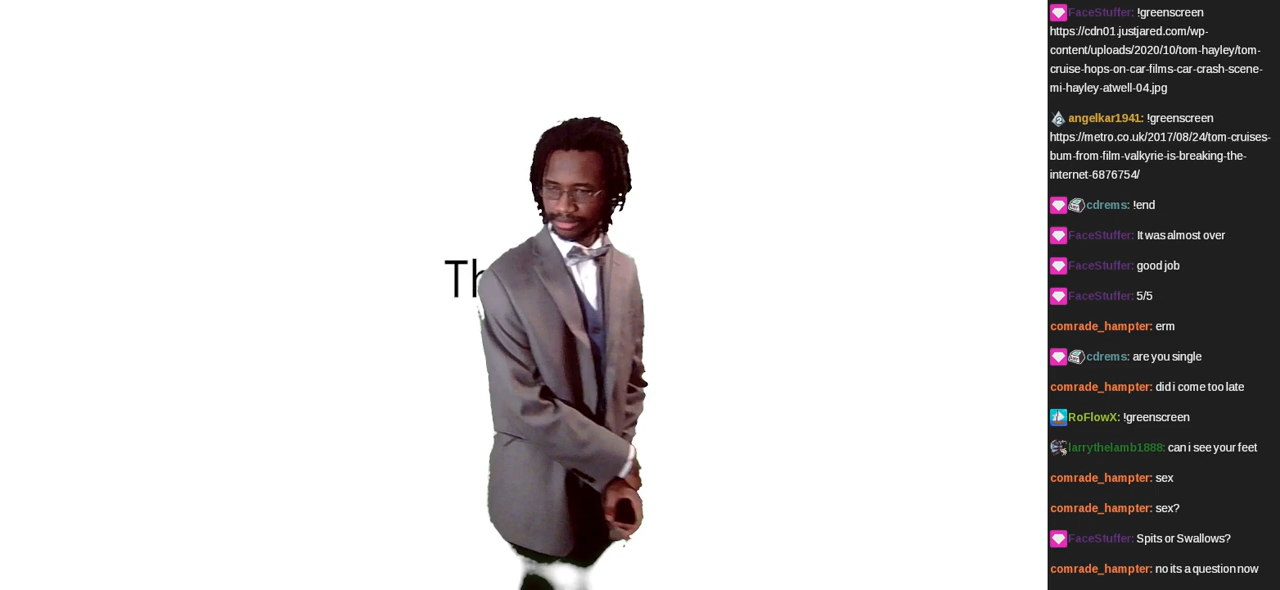 Th
FaceStuffer: !greenscreen
https://cdn01.justjared.com/wp-
content/uploads/2020/10/tom-hayley/tom-
cruise-hops-on-car-films-car-crash-scene-
mi-hayley-atwell-04.jpg
angelkar1941: !greenscreen
https://metro.co.uk/2017/08/24/tom-cruises-
bum-from-film-valkyrie-is-breaking-the-
internet-6876754/
cdrems: !end
FaceStuffer: It was almost over
FaceStuffer: good job
FaceStuffer: 5/5
comrade_hampter: erm
cdrems: are you single
comrade_hampter: did i come too late
RoFlowX: !greenscreen
larrythelamb1888: can i see your feet
comrade_hampter: sex
comrade_hampter: sex?
FaceStuffer: Spits or Swallows?
comrade_hampter: no its a question now